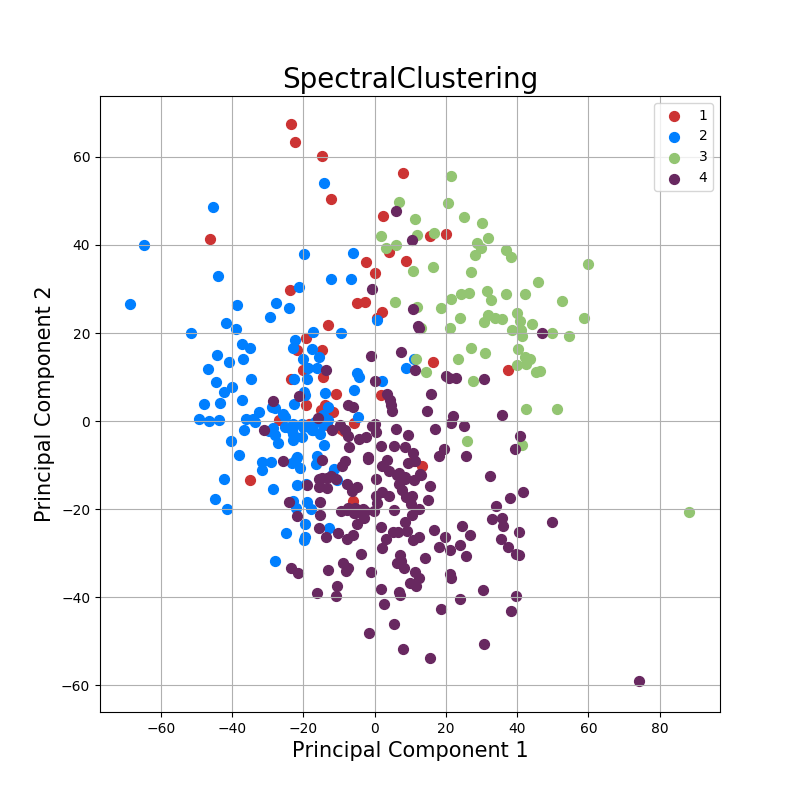 SpectralClustering
1
2
3
4
60
40
20
0
−20
−40
−60
Principal Component 2
−60 −40 −20 0 20 40 60 80
Principal Component 1